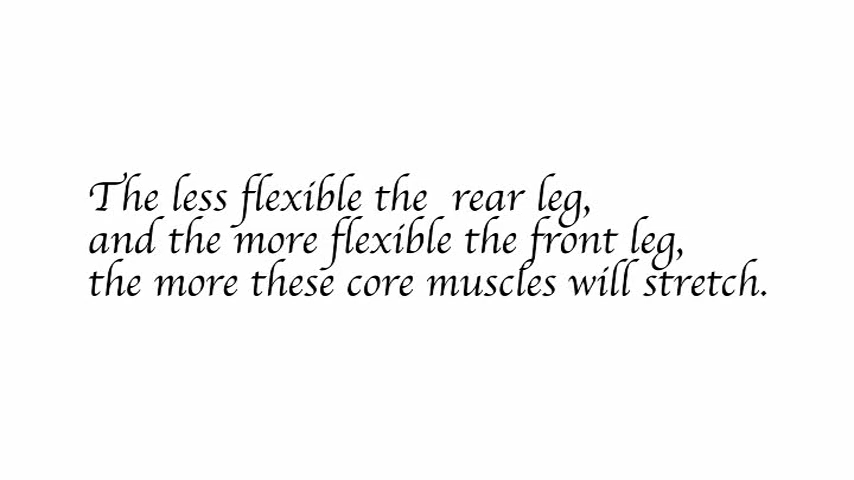 The less flexible the  rear leg,
and the more flexible the front leg,
the more these core muscles will stretch.